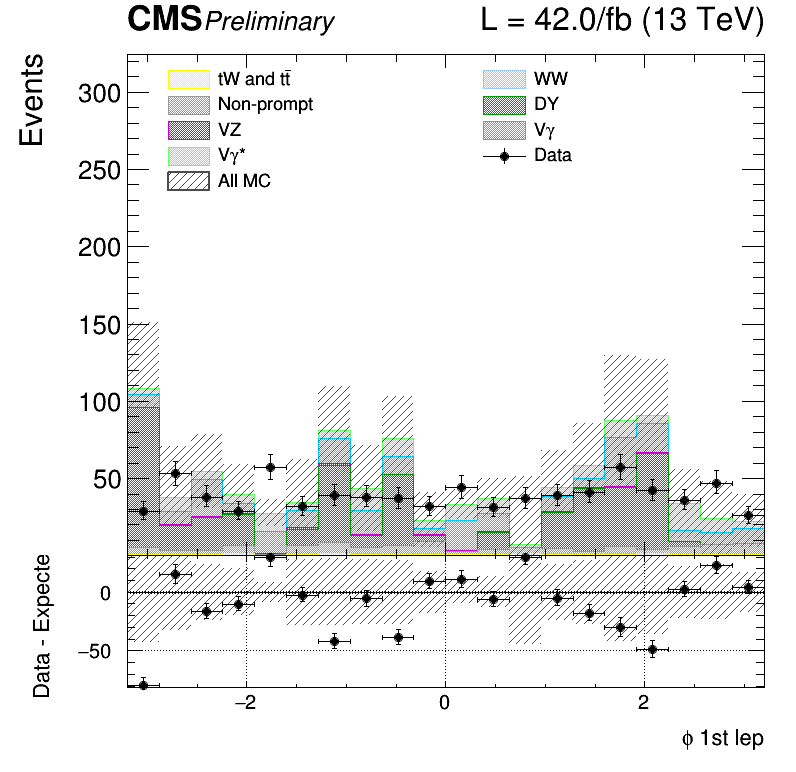 CMS Preliminary L = 42.0/fb (13 TeV)
Events
300
250
200
150
100
50
tW and tt̄
Non-prompt
VZ
Vγ*
All MC
WW
DY
Vγ
Data
Data - Expecte
0
−50
−2 0 2
ϕ 1st lep